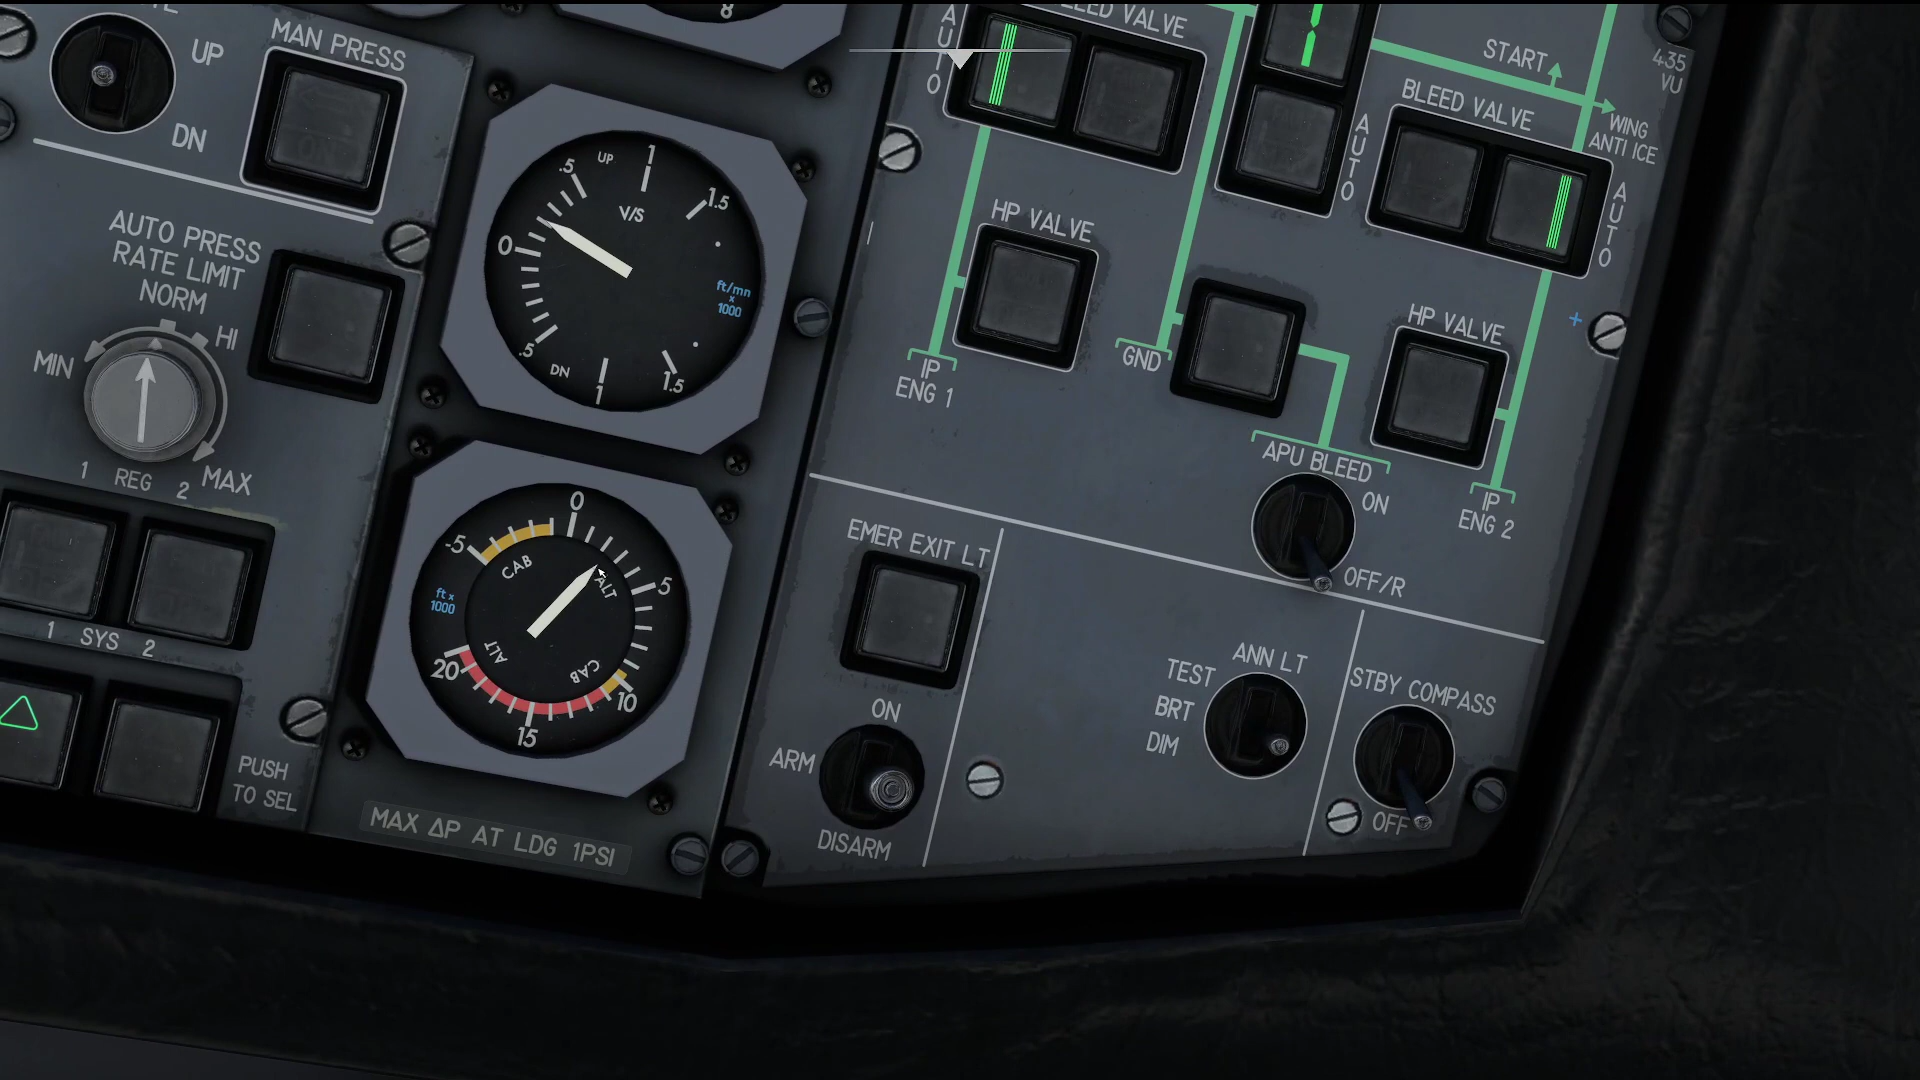 UP
DN
MAN PRESS
AUTO PRESS
RATE LIMIT
NORM
MIN
HI
MAX
1 REG 2
1 SYS 2
PUSH
TO SEL
8
.5
UP
1
1.5
V/S
0
ft/mn
x
1000
.5
DN
1
1.5
0
-5
CAB
ALT
5
ft x
1000
ALT
CAB
20
10
15
MAX ΔP AT LDG 1PSI
AUTO
BLEED VALVE
HP VALVE
IP
ENG 1
GND
AUTO
START
435
VU
BLEED VALVE
WING
ANTI ICE
AUTO
HP VALVE
IP
ENG 2
APU BLEED
ON
OFF/R
EMER EXIT LT
ON
ARM
DISARM
ANN LT
TEST
BRT
DIM
STBY COMPASS
OFF